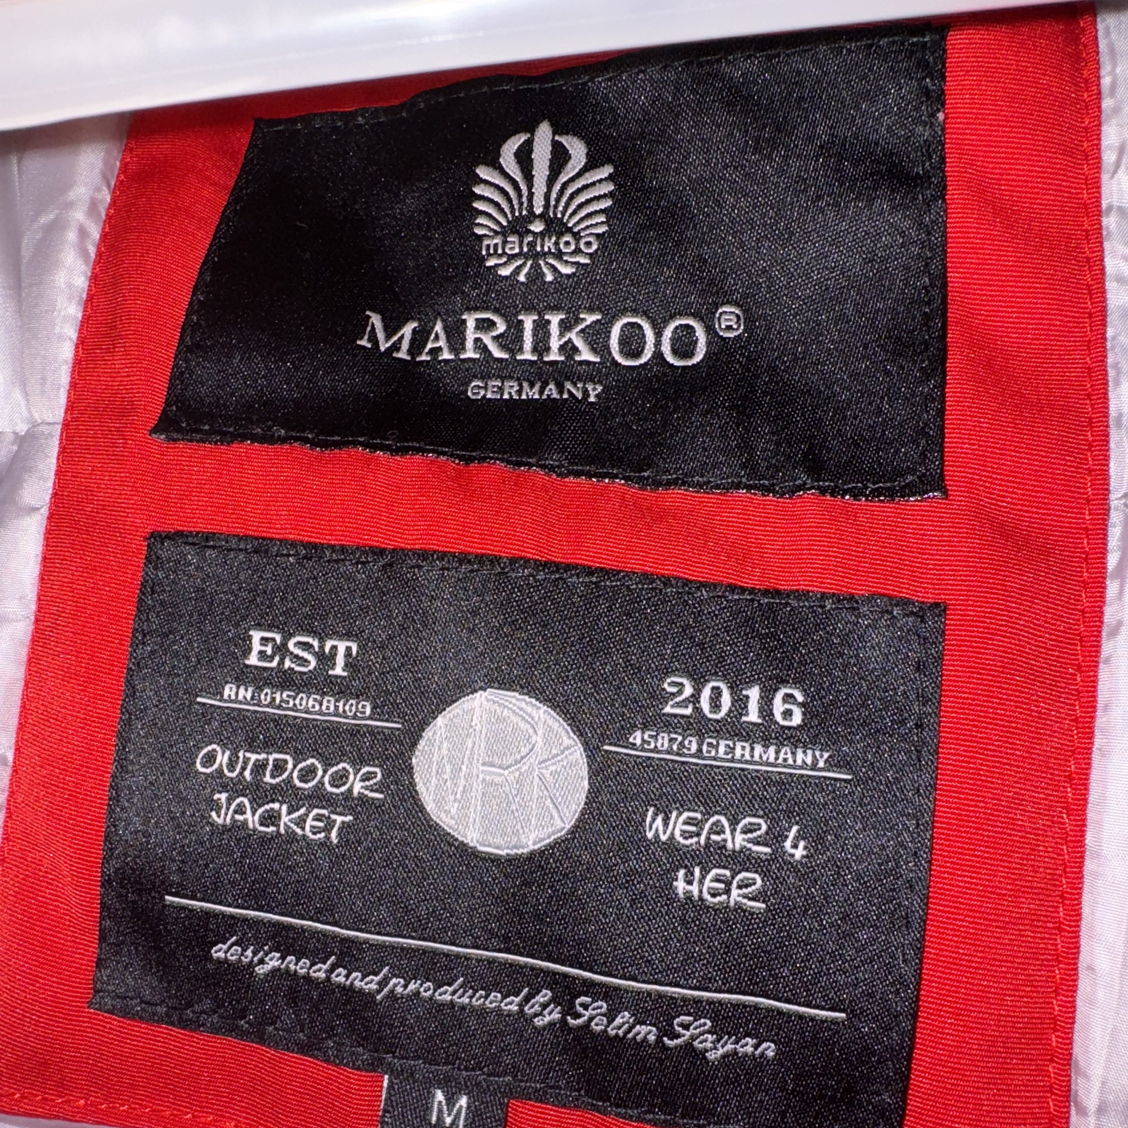 marikoo
MARIKOO®
GERMANY
EST
RN:015068109
OUTDOOR
JACKET
MRK
2016
45879 GERMANY
WEAR 4
HER
designed and produced by Selim Sayan
M